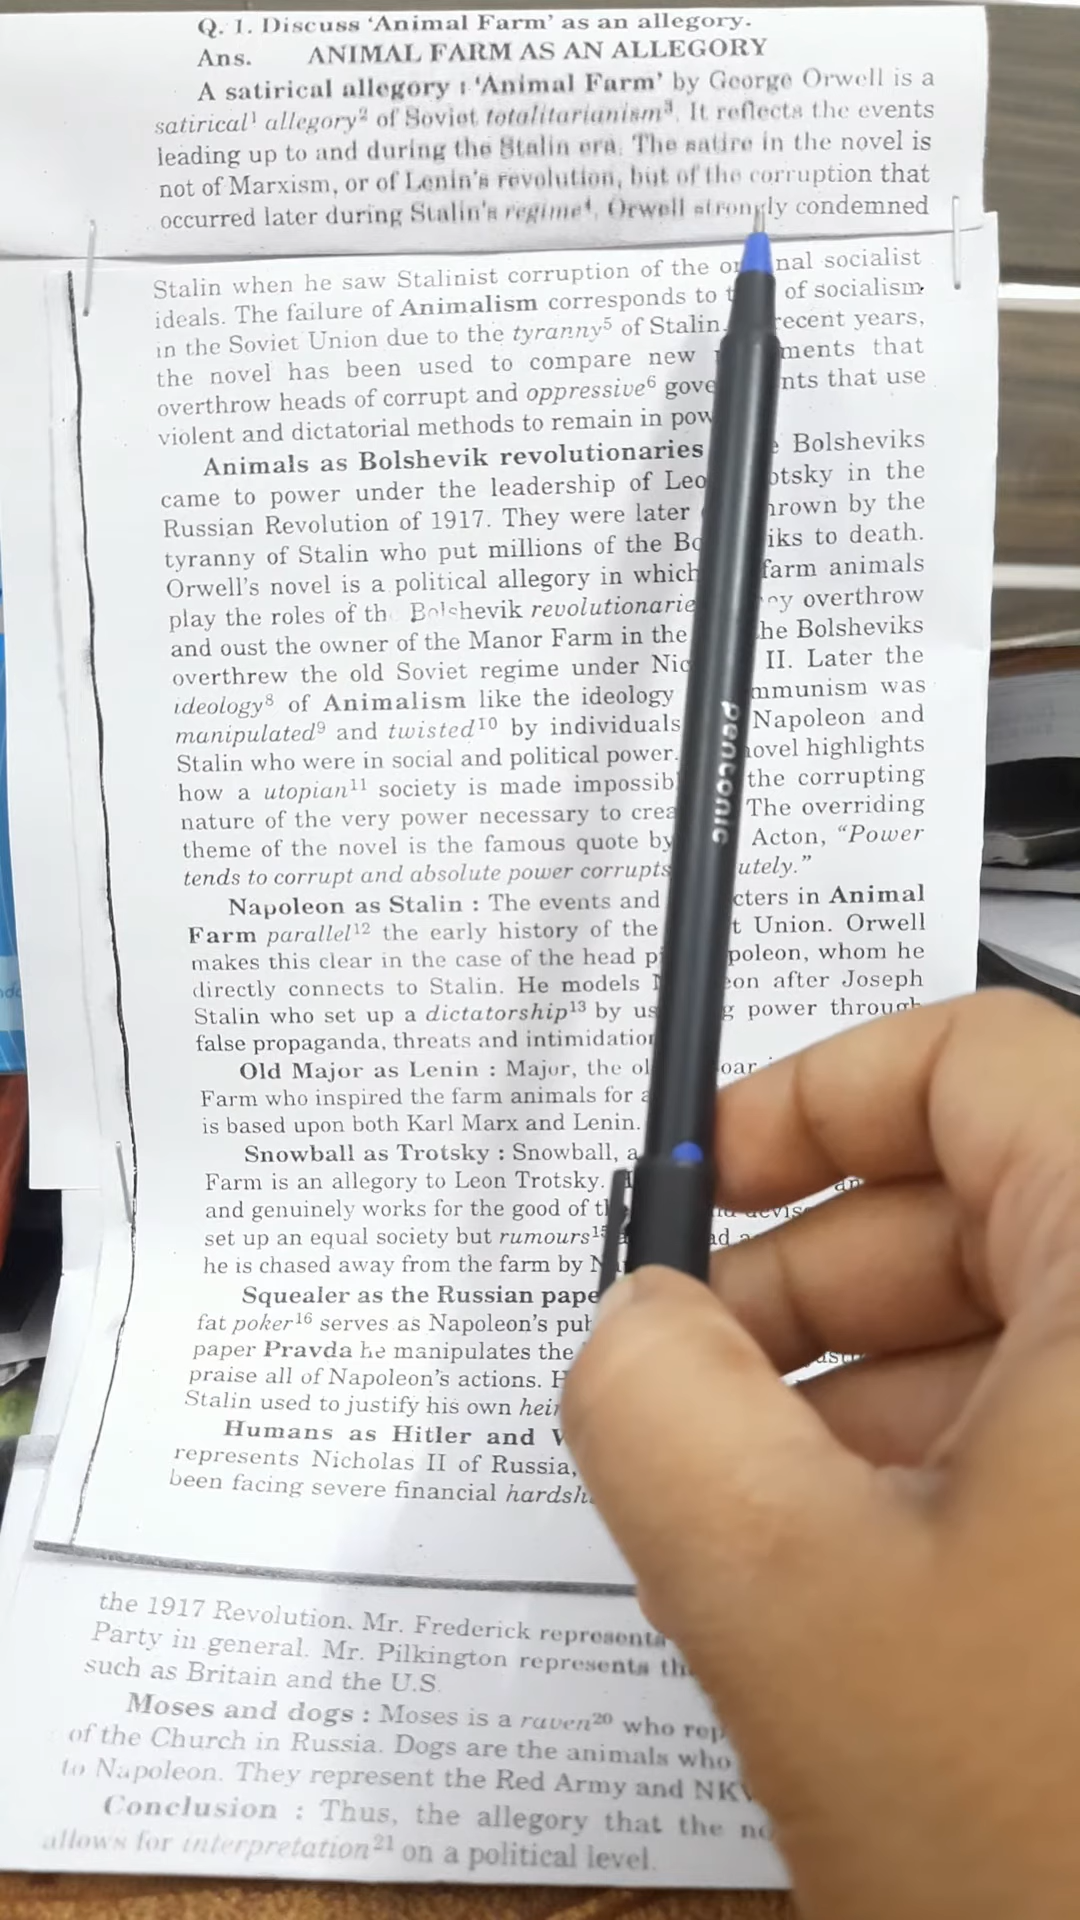 Q. 1. Discuss 'Animal Farm' as an allegory.
Ans. ANIMAL FARM AS AN ALLEGORY
A satirical allegory : 'Animal Farm' by George Orwell is a
satirical¹ allegory² of Soviet totalitarianism³. It reflects the events
leading up to and during the Stalin era. The satire in the novel is
not of Marxism, or of Lenin's revolution, but of the corruption that
occurred later during Stalin's regime⁴. Orwell strongly condemned
Stalin when he saw Stalinist corruption of the or nal socialist
ideals. The failure of Animalism corresponds to t of socialism
in the Soviet Union due to the tyranny⁵ of Stalin. recent years,
the novel has been used to compare new ments that
overthrow heads of corrupt and oppressive⁶ gove nts that use
violent and dictatorial methods to remain in pow
Animals as Bolshevik revolutionaries Bolsheviks
came to power under the leadership of Leo otsky in the
Russian Revolution of 1917. They were later hrown by the
tyranny of Stalin who put millions of the Bo iks to death.
Orwell's novel is a political allegory in which farm animals
play the roles of th Bolshevik revolutionarie ey overthrow
and oust the owner of the Manor Farm in the he Bolsheviks
overthrew the old Soviet regime under Nic II. Later the
ideology⁸ of Animalism like the ideology mmunism was
manipulated⁹ and twisted¹⁰ by individuals Napoleon and
Stalin who were in social and political power. novel highlights
how a utopian¹¹ society is made impossib the corrupting
nature of the very power necessary to crea The overriding
theme of the novel is the famous quote by Acton, "Power
tends to corrupt and absolute power corrupts utely."
Napoleon as Stalin : The events and cters in Animal
Farm parallel¹² the early history of the t Union. Orwell
makes this clear in the case of the head p poleon, whom he
directly connects to Stalin. He models eon after Joseph
Stalin who set up a dictatorship¹³ by us g power through
false propaganda, threats and intimidation
Old Major as Lenin : Major, the ol oar
Farm who inspired the farm animals for a
is based upon both Karl Marx and Lenin.
Snowball as Trotsky : Snowball, a
Farm is an allegory to Leon Trotsky. an
and genuinely works for the good of th devis
set up an equal society but rumours¹⁵ ad
he is chased away from the farm by N
Squealer as the Russian pape
fat poker¹⁶ serves as Napoleon's pub
paper Pravda he manipulates the
praise all of Napoleon's actions. H
Stalin used to justify his own hein
Humans as Hitler and
represents Nicholas II of Russia,
been facing severe financial hardsh
the 1917 Revolution. Mr. Frederick represents
Party in general. Mr. Pilkington represents th
such as Britain and the U.S.
Moses and dogs : Moses is a raven²⁰ who rep
of the Church in Russia. Dogs are the animals who
to Napoleon. They represent the Red Army and NKV
Conclusion : Thus, the allegory that the no
allows for interpretation²¹ on a political level.
pentonic